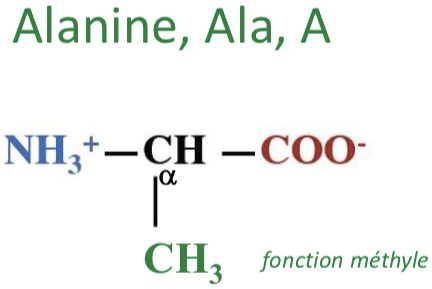 Alanine, Ala, A
NH₃⁺—CH—COO⁻
α
CH₃ fonction méthyle